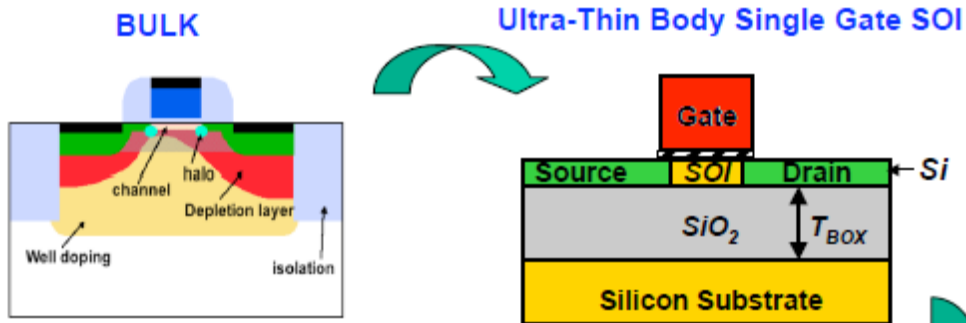 BULK
Ultra-Thin Body Single Gate SOI
channel
halo
Depletion layer
Well doping
isolation
Gate
Source
SOI
Drain
Si
SiO2
TBOX
Silicon Substrate